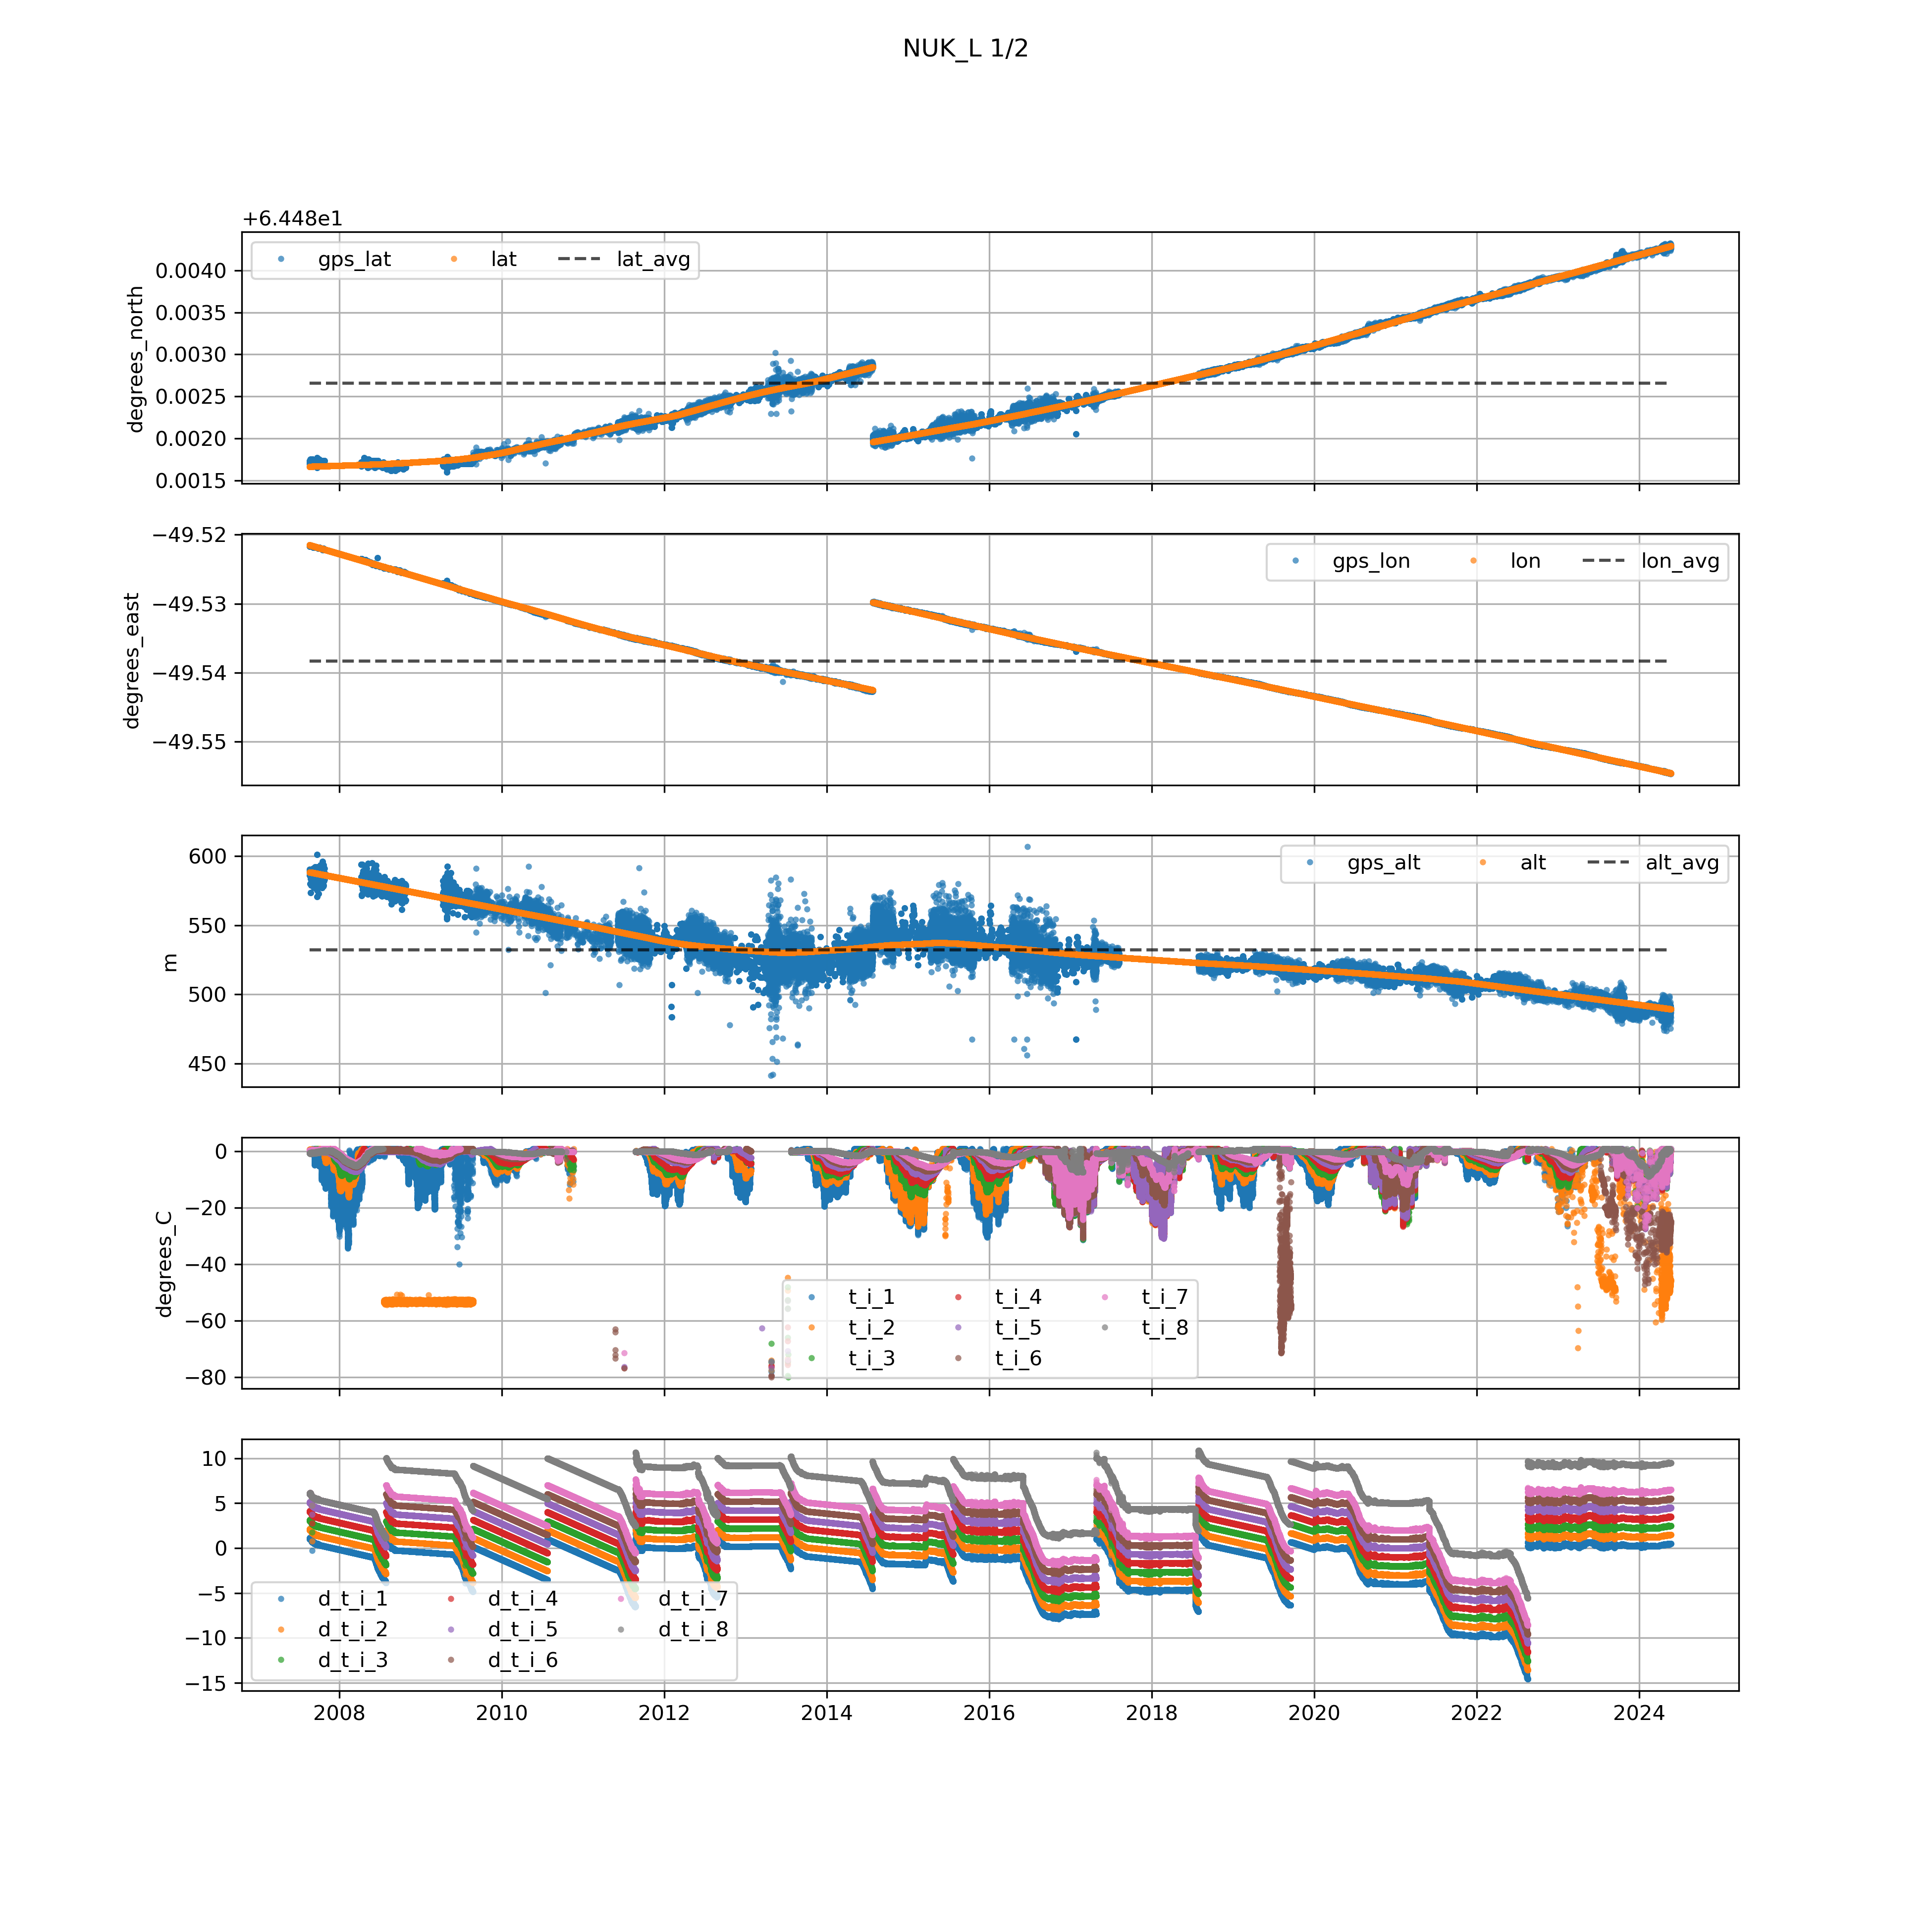 NUK_L 1/2
+6.448e1
gps_lat lat lat_avg
0.0040
0.0035
0.0030
0.0025
0.0020
0.0015
degrees_north
gps_lon lon lon_avg
−49.52
−49.53
−49.54
−49.55
degrees_east
gps_alt alt alt_avg
600
550
500
450
m
0
−20
−40
−60
−80
degrees_C
t_i_1 t_i_4 t_i_7
t_i_2 t_i_5 t_i_8
t_i_3 t_i_6
10
5
0
−5
−10
−15
d_t_i_1 d_t_i_4 d_t_i_7
d_t_i_2 d_t_i_5 d_t_i_8
d_t_i_3 d_t_i_6
2008 2010 2012 2014 2016 2018 2020 2022 2024